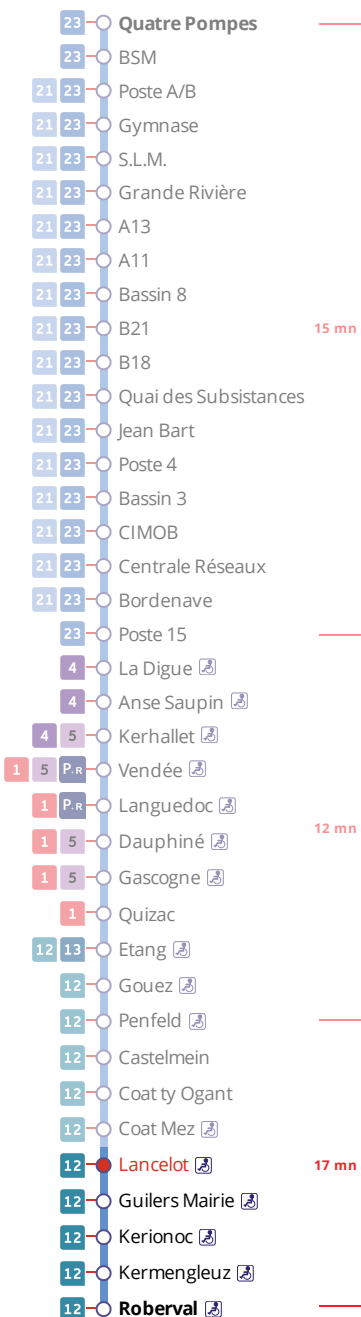 23 Quatre Pompes
23 BSM
21 23 Poste A/B
21 23 Gymnase
21 23 S.L.M.
21 23 Grande Rivière
21 23 A13
21 23 A11
21 23 Bassin 8
21 23 B21 15 mn
21 23 B18
21 23 Quai des Subsistances
21 23 Jean Bart
21 23 Poste 4
21 23 Bassin 3
21 23 CIMOB
21 23 Centrale Réseaux
21 23 Bordenave
23 Poste 15
4 La Digue
4 Anse Saupin
4 5 Kerhallet
1 5 P.R Vendée
1 P.R Languedoc
12 mn
1 5 Dauphiné
1 5 Gascogne
1 Quizac
12 13 Etang
12 Gouez
12 Penfeld
12 Castelmein
12 Coat ty Ogant
12 Coat Mez
12 Lancelot 17 mn
12 Guilers Mairie
12 Kerionoc
12 Kermengleuz
12 Roberval